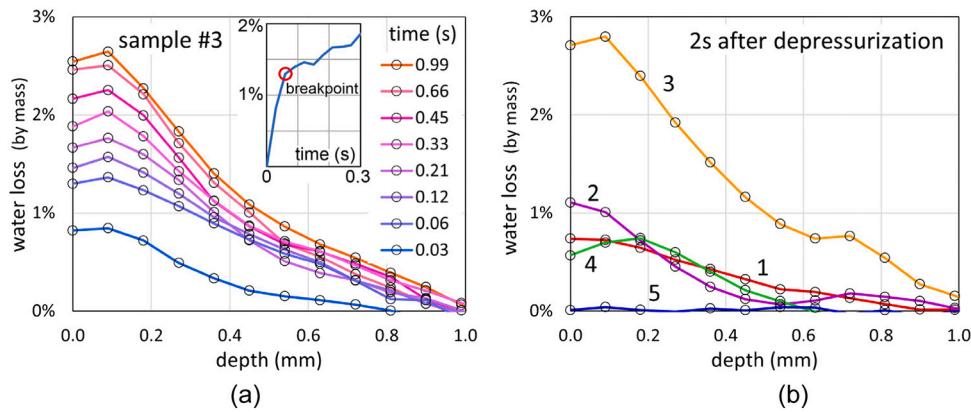 3%
2%
1%
0%
water loss (by mass)
sample #3
2%
1%
breakpoint
time (s)
0
0.3
time (s)
0.99
0.66
0.45
0.33
0.21
0.12
0.06
0.03
0.0 0.2 0.4 0.6 0.8 1.0
depth (mm)
(a)
3%
2%
1%
0%
water loss (by mass)
2s after depressurization
3
2
4
1
5
0.0 0.2 0.4 0.6 0.8 1.0
depth (mm)
(b)